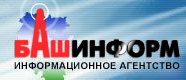 БАШИНФОРМ
ИНФОРМАЦИОННОЕ АГЕНТСТВО